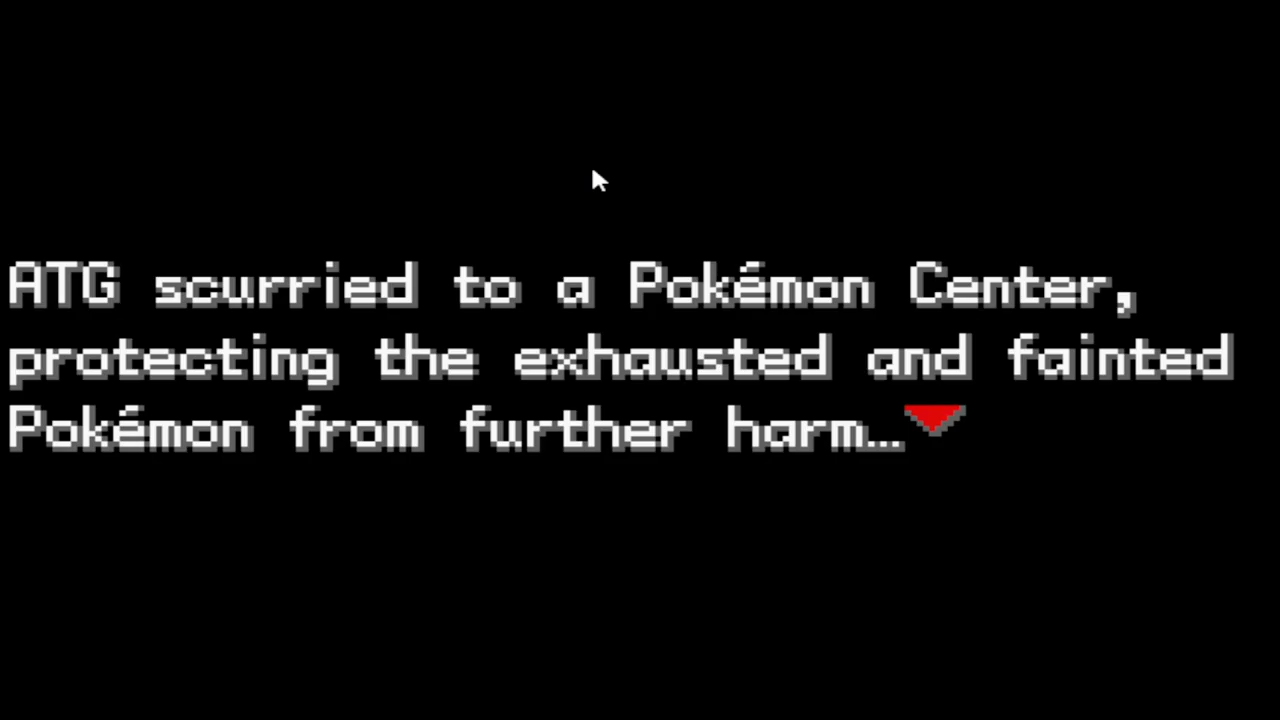 ATG scurried to a Pokémon Center,
protecting the exhausted and fainted
Pokémon from further harm…